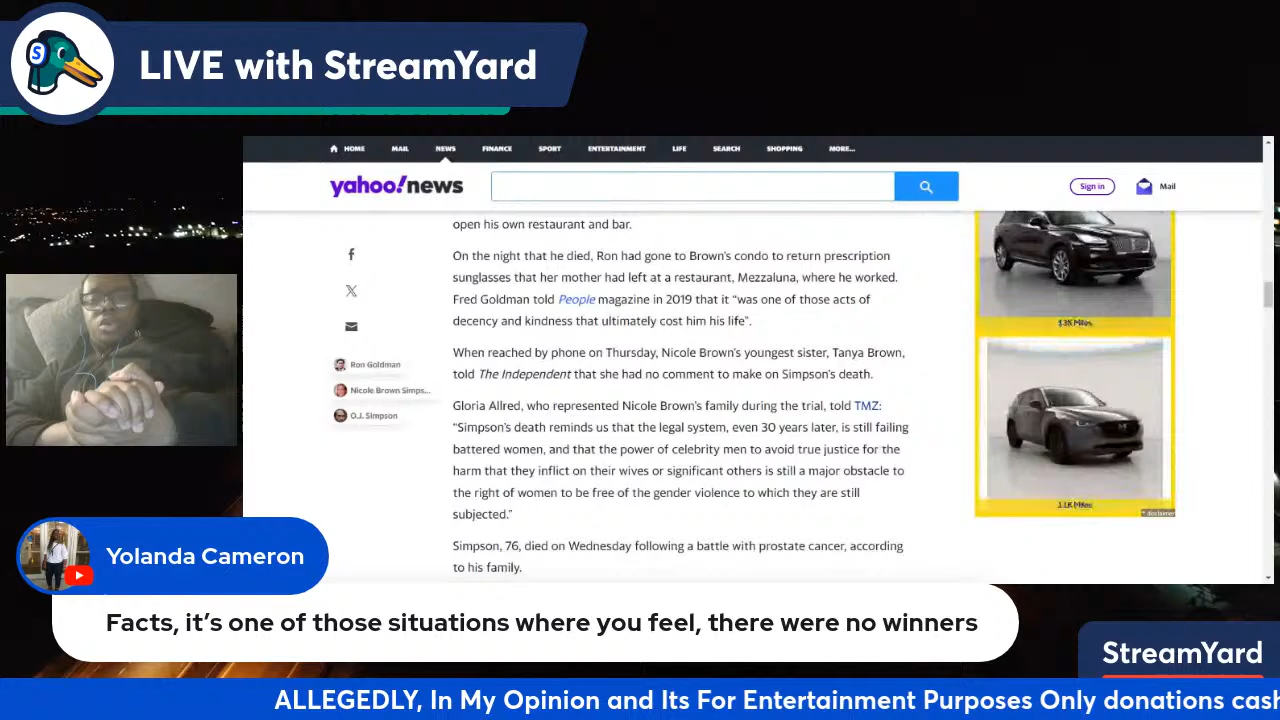 LIVE with StreamYard
HOME MAIL NEWS FINANCE SPORT ENTERTAINMENT LIFE SEARCH SHOPPING MORE...
yahoo!news
Sign in
Mail
open his own restaurant and bar.
On the night that he died, Ron had gone to Brown's condo to return prescription
sunglasses that her mother had left at a restaurant, Mezzaluna, where he worked.
Fred Goldman told People magazine in 2019 that it “was one of those acts of
decency and kindness that ultimately cost him his life”.
When reached by phone on Thursday, Nicole Brown's youngest sister, Tanya Brown,
told The Independent that she had no comment to make on Simpson's death.
Gloria Allred, who represented Nicole Brown's family during the trial, told TMZ:
“Simpson's death reminds us that the legal system, even 30 years later, is still failing
battered women, and that the power of celebrity men to avoid true justice for the
harm that they inflict on their wives or significant others is still a major obstacle to
the right of women to be free of the gender violence to which they are still
subjected.”
Simpson, 76, died on Wednesday following a battle with prostate cancer, according
to his family.
Ron Goldman
Nicole Brown Simps...
O.J. Simpson
* disclaimer
Yolanda Cameron
Facts, it's one of those situations where you feel, there were no winners
StreamYard
ALLEGEDLY, In My Opinion and Its For Entertainment Purposes Only donations cash